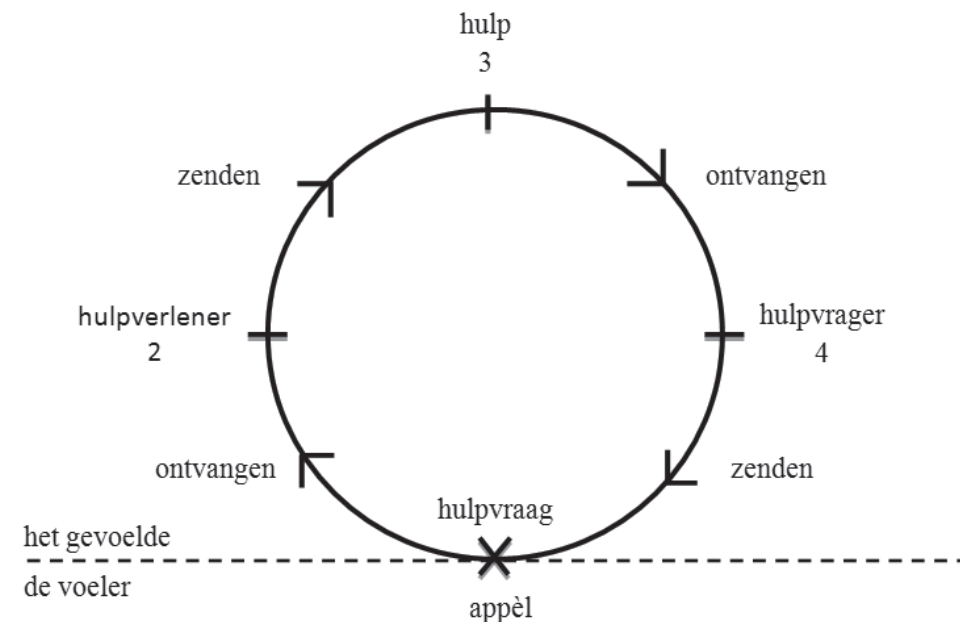 hulp
3
zenden
ontvangen
hulpverlener
2
hulpvrager
4
ontvangen
zenden
hulpvraag
het gevoelde
de voeler
appèl